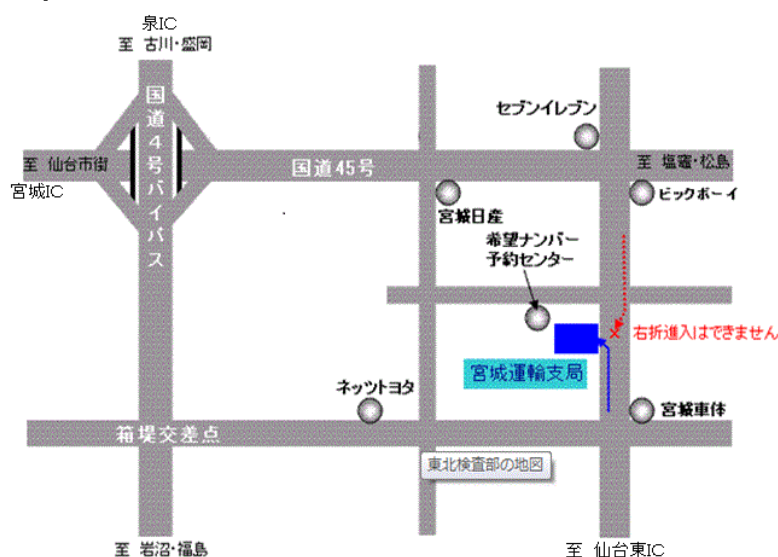 泉IC
至 古川・盛岡
国道4号バイパス
セブンイレブン
至 仙台市街
国道45号
至 塩竈・松島
宮城IC
ビックボーイ
宮城日産
希望ナンバー
予約センター
右折進入はできません
宮城運輸支局
ネッツトヨタ
宮城車体
箱堤交差点
東北検査部の地図
至 岩沼・福島
至 仙台東IC